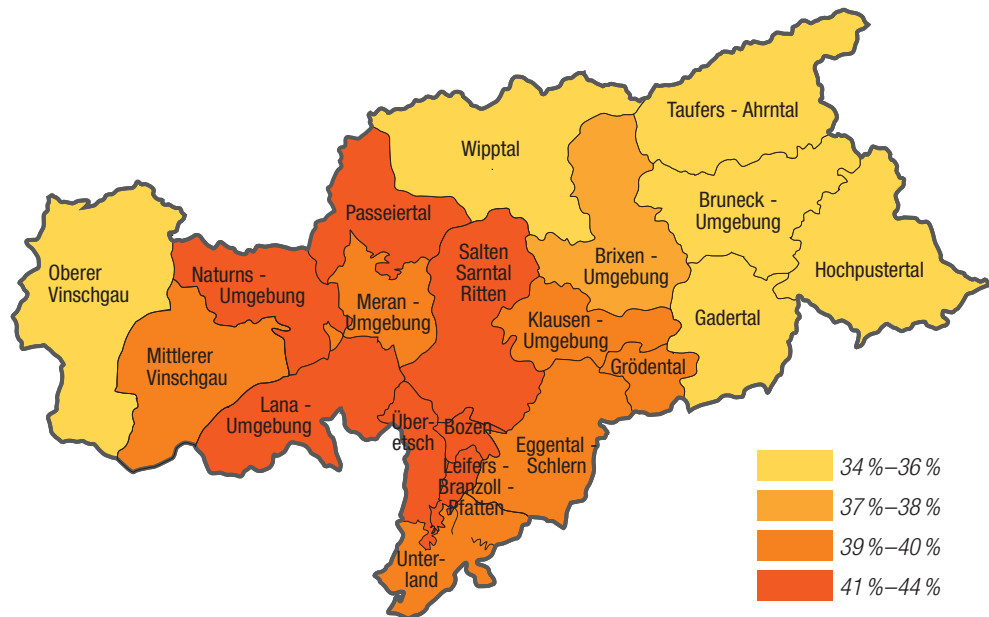 Taufers - Ahrntal
Wipptal
Bruneck -
Umgebung
Passeiertal
Salten
Sarntal
Ritten
Brixen -
Umgebung
Hochpustertal
Oberer
Vinschgau
Naturns -
Umgebung
Meran -
Umgebung
Klausen -
Umgebung
Gadertal
Mittlerer
Vinschgau
Grödental
Lana -
Umgebung
Über-
etsch
Bozen
Eggental -
Schlern
Leifers -
Branzoll -
Pfatten
Unter-
land
34 %–36 %
37 %–38 %
39 %–40 %
41 %–44 %